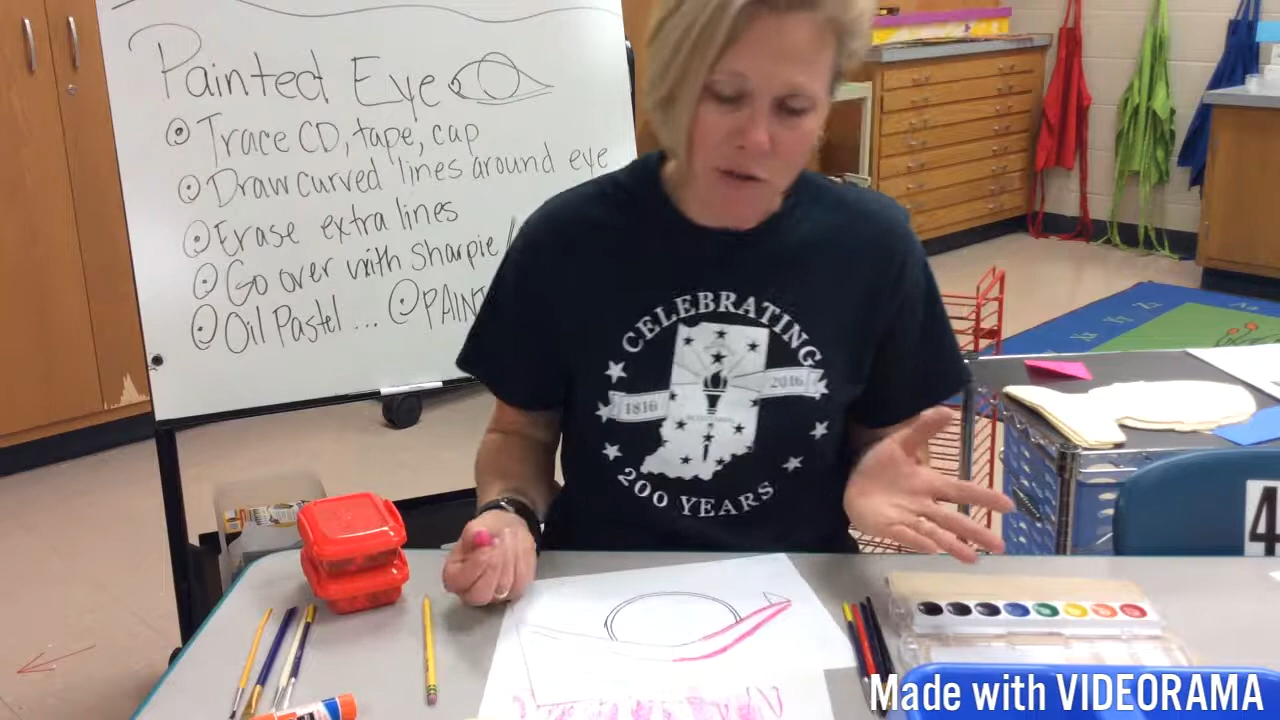 Painted Eye
Trace CD, tape, cap
Draw curved lines around eye
Erase extra lines
Go over with Sharpie
Oil Pastel ... PAINT
CELEBRATING
1816 2016
200 YEARS
4
Made with VIDEORAMA